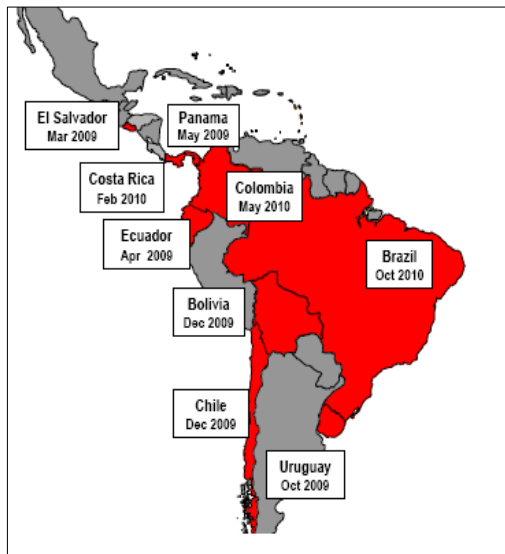 El Salvador
Mar 2009
Panama
May 2009
Costa Rica
Feb 2010
Colombia
May 2010
Ecuador
Apr 2009
Brazil
Oct 2010
Bolivia
Dec 2009
Chile
Dec 2009
Uruguay
Oct 2009